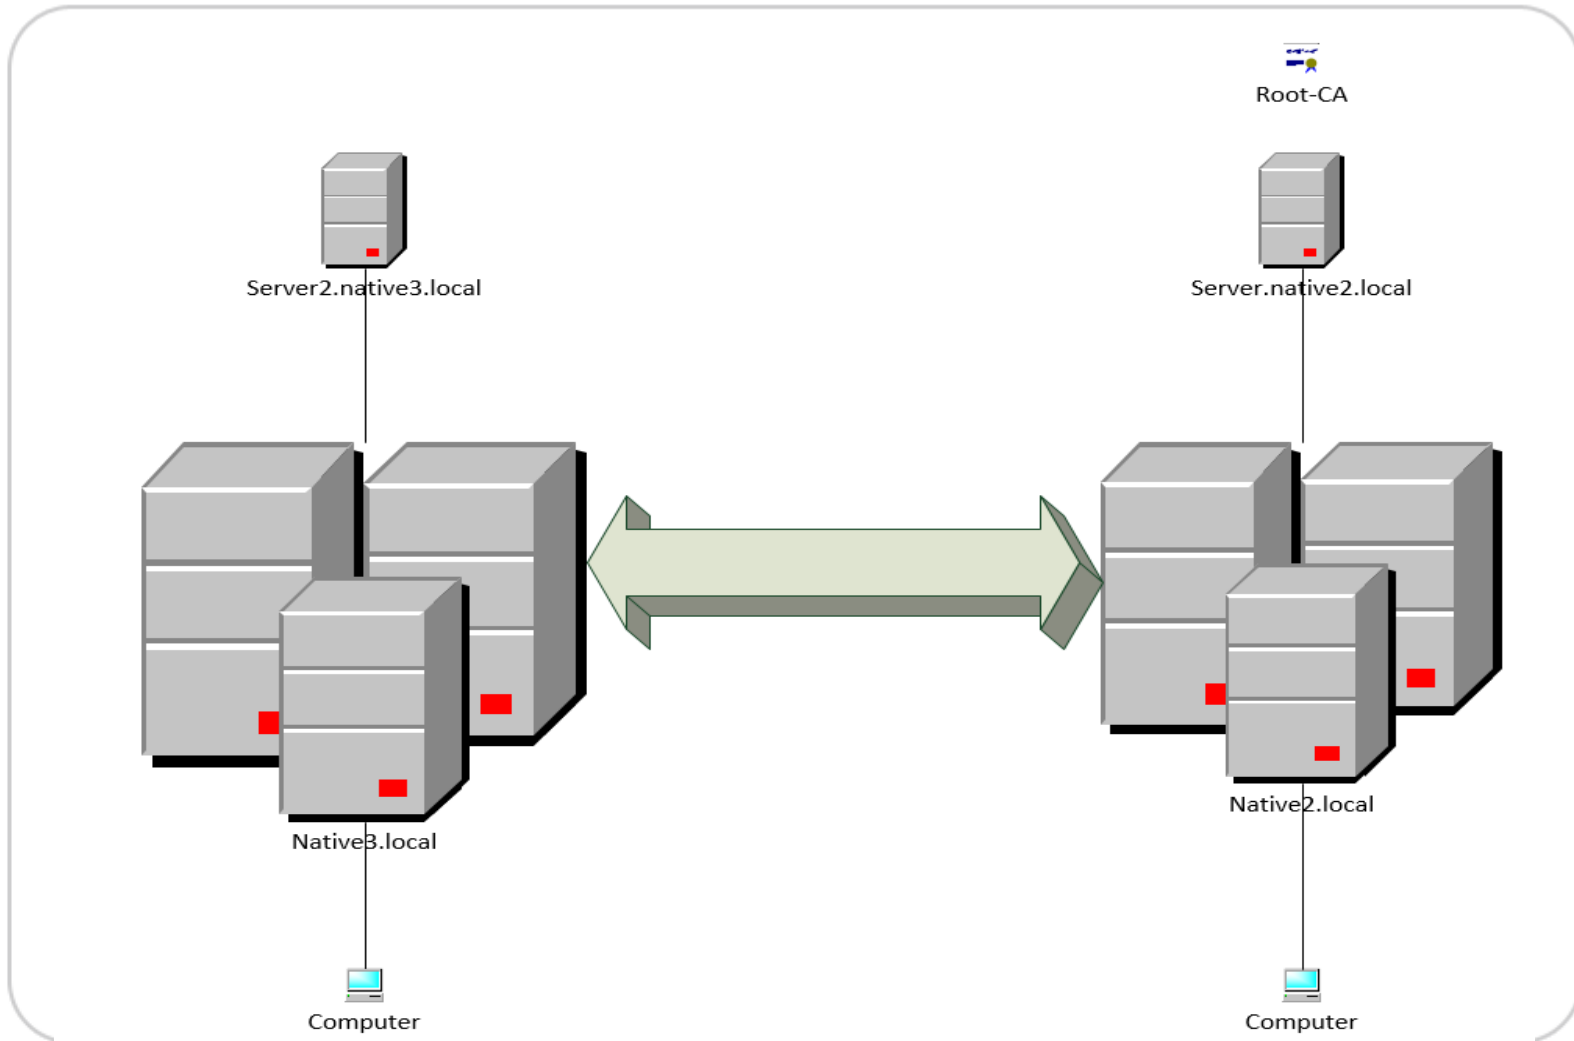 Root-CA
Server2.native3.local
Server.native2.local
Native2.local
Native3.local
Computer
Computer